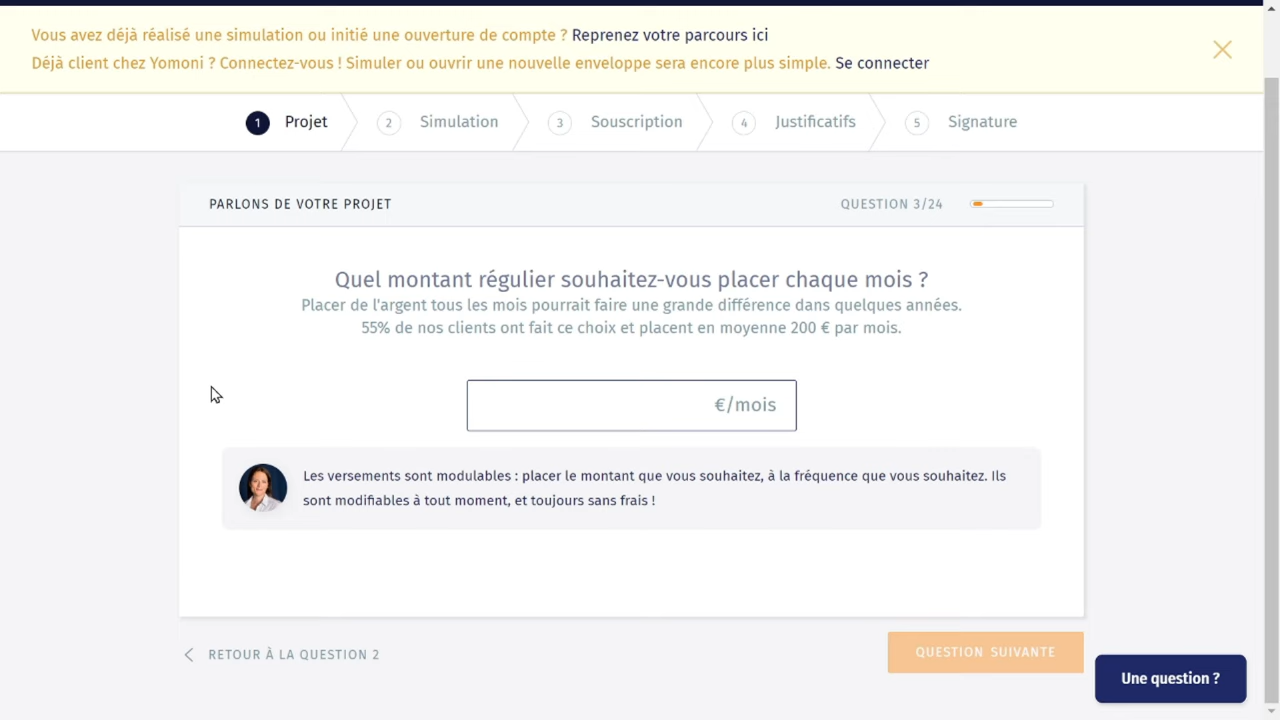 Vous avez déjà réalisé une simulation ou initié une ouverture de compte ? Reprenez votre parcours ici
Déjà client chez Yomoni ? Connectez-vous ! Simuler ou ouvrir une nouvelle enveloppe sera encore plus simple. Se connecter
1 Projet 2 Simulation 3 Souscription 4 Justificatifs 5 Signature
PARLONS DE VOTRE PROJET QUESTION 3/24
Quel montant régulier souhaitez-vous placer chaque mois ?
Placer de l'argent tous les mois pourrait faire une grande différence dans quelques années.
55% de nos clients ont fait ce choix et placent en moyenne 200 € par mois.
€/mois
Les versements sont modulables : placer le montant que vous souhaitez, à la fréquence que vous souhaitez. Ils
sont modifiables à tout moment, et toujours sans frais !
RETOUR À LA QUESTION 2 QUESTION SUIVANTE
Une question ?